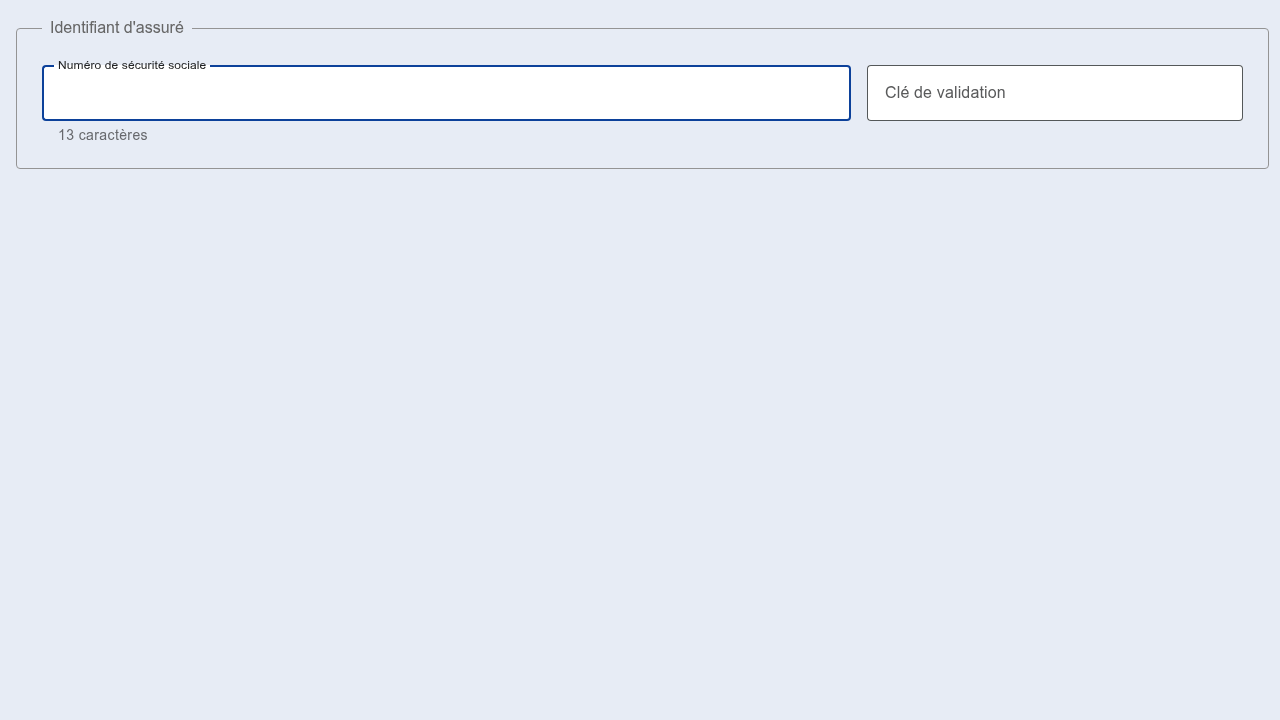 Identifiant d'assuré
Numéro de sécurité sociale
Clé de validation
13 caractères